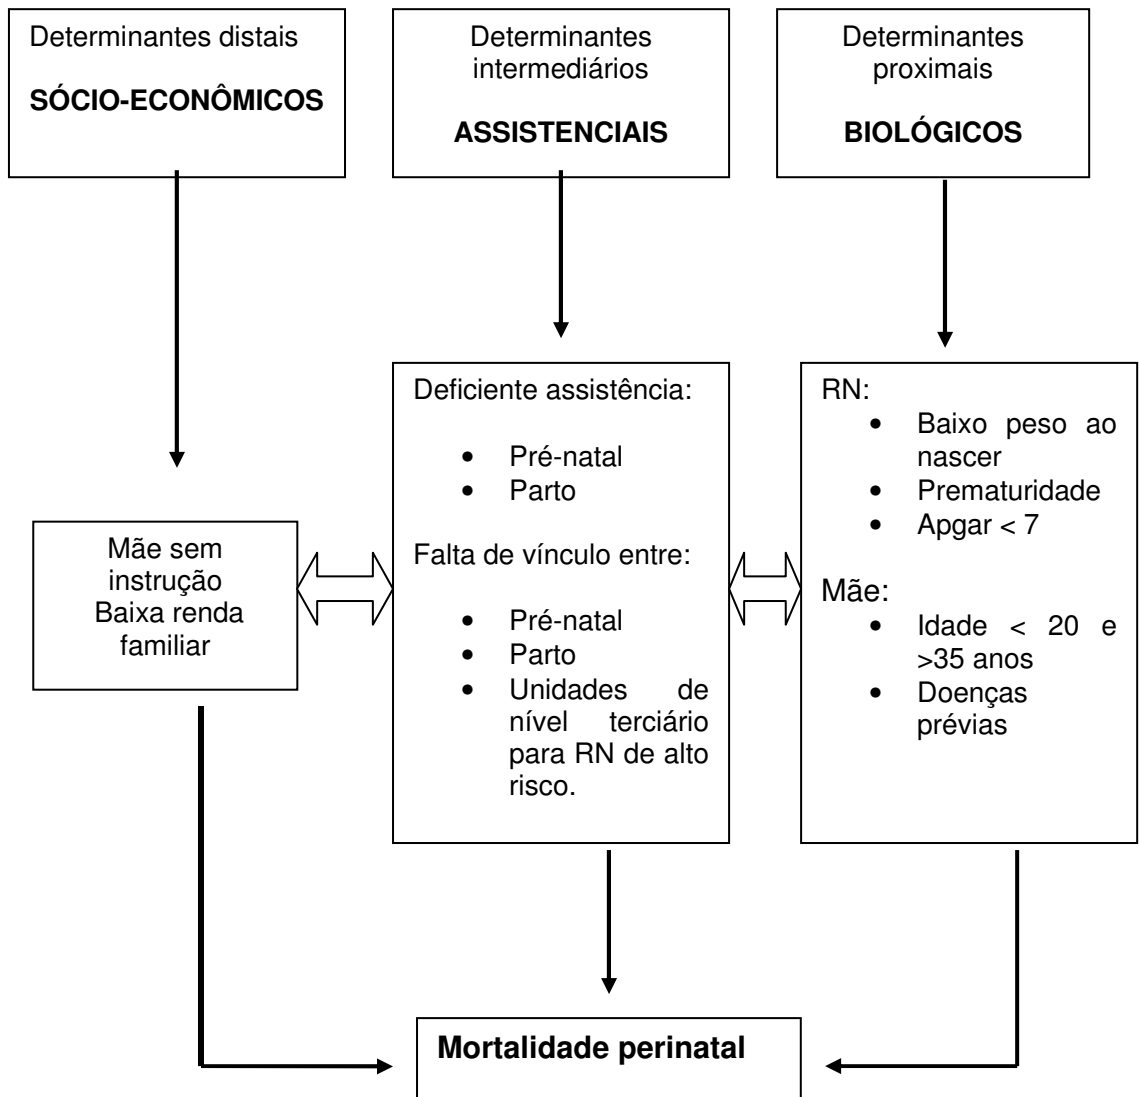 Determinantes distais
SÓCIO-ECONÔMICOS
Determinantes
intermediários
ASSISTENCIAIS
Determinantes
proximais
BIOLÓGICOS
Mãe sem
instrução
Baixa renda
familiar
Deficiente assistência:
• Pré-natal
• Parto
Falta de vínculo entre:
• Pré-natal
• Parto
• Unidades de
nível terciário
para RN de alto
risco.
RN:
• Baixo peso ao
nascer
• Prematuridade
• Apgar < 7
Mãe:
• Idade < 20 e
>35 anos
• Doenças
prévias
Mortalidade perinatal